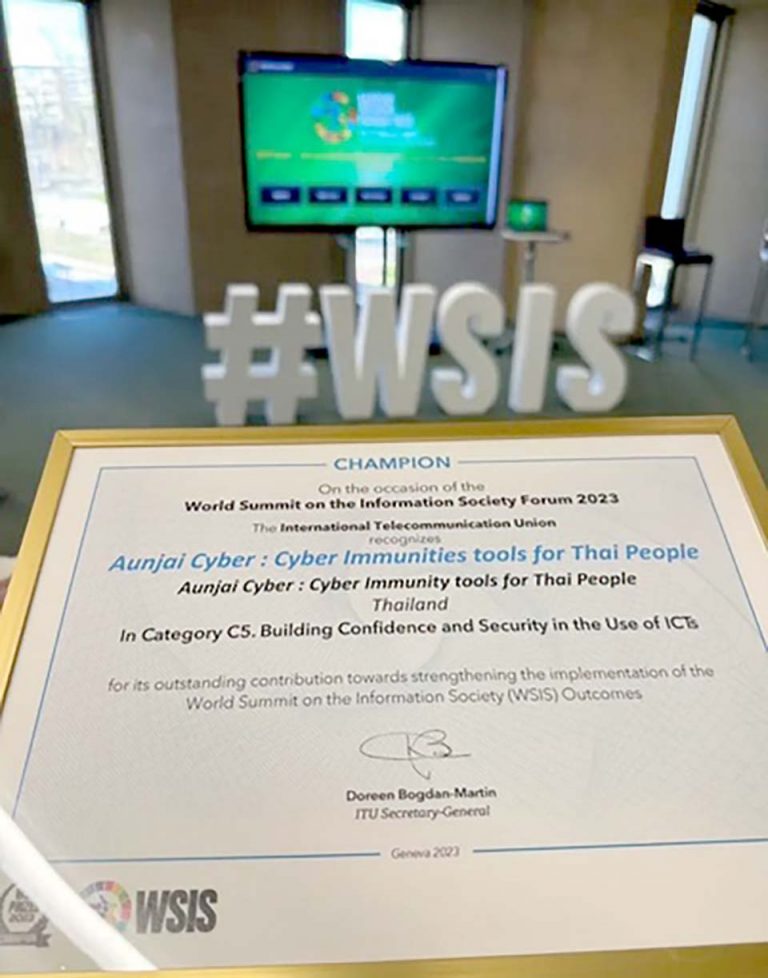 #WSIS
CHAMPION
On the occasion of the
World Summit on the Information Society Forum 2023
The International Telecommunication Union
recognizes
Aunjai Cyber : Cyber Immunities tools for Thai People
Aunjai Cyber : Cyber Immunity tools for Thai People
Thailand
In Category C5. Building Confidence and Security in the Use of ICTs
for its outstanding contribution towards strengthening the implementation of the
World Summit on the Information Society (WSIS) Outcomes
Doreen Bogdan-Martin
ITU Secretary-General
Geneva 2023
WSIS